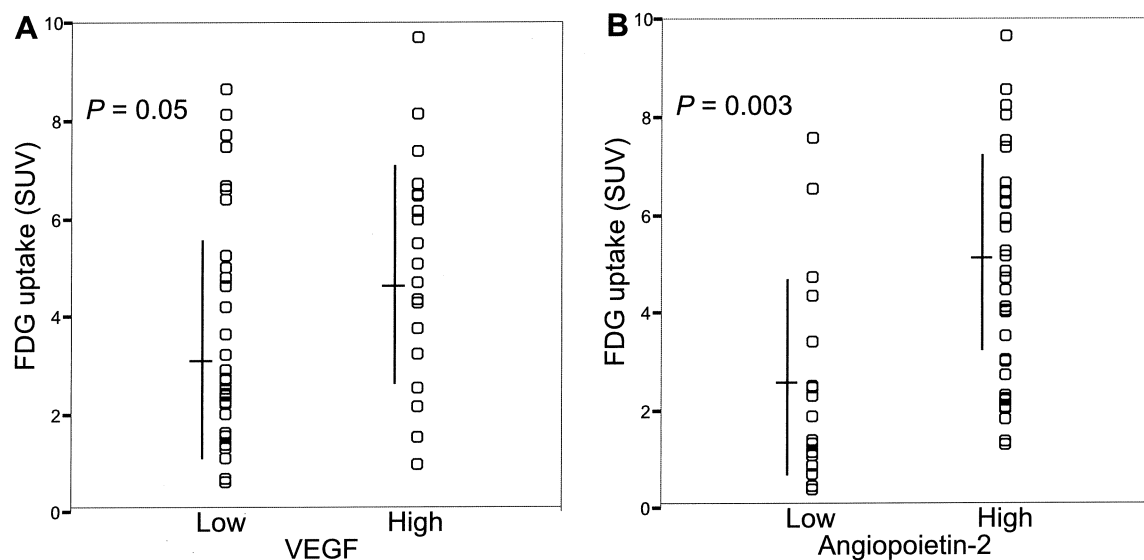 A
10
8
6
4
2
0
FDG uptake (SUV)
P = 0.05
Low
High
VEGF
B
10
8
6
4
2
0
FDG uptake (SUV)
P = 0.003
Low
High
Angiopoietin-2